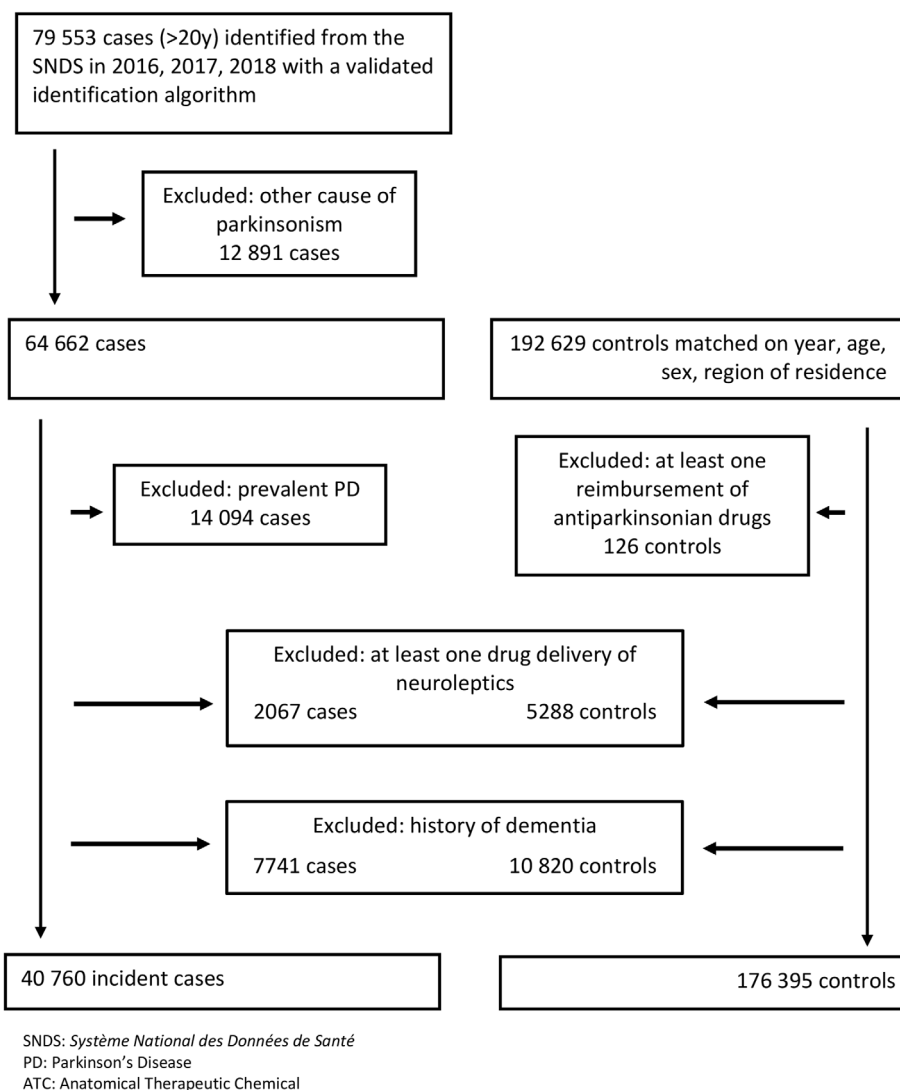 79 553 cases (>20y) identified from the
SNDS in 2016, 2017, 2018 with a validated
identification algorithm
Excluded: other cause of
parkinsonism
12 891 cases
64 662 cases
192 629 controls matched on year, age,
sex, region of residence
Excluded: prevalent PD
14 094 cases
Excluded: at least one
reimbursement of
antiparkinsonian drugs
126 controls
Excluded: at least one drug delivery of
neuroleptics
2067 cases 5288 controls
Excluded: history of dementia
7741 cases 10 820 controls
40 760 incident cases
176 395 controls
SNDS: Système National des Données de Santé
PD: Parkinson’s Disease
ATC: Anatomical Therapeutic Chemical